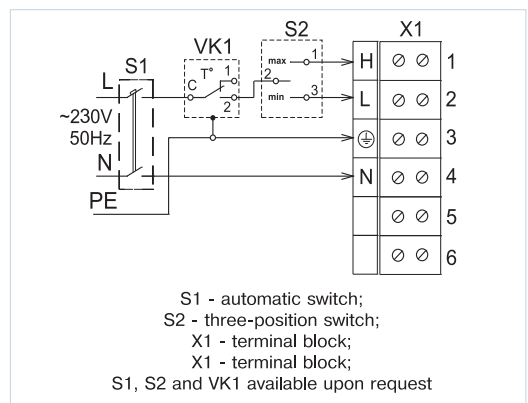 S1 VK1 S2 X1
L ~230V 50Hz N PE
T° C 1 2
max 1 2 min 3
H 1
L 2
3
N 4
5
6
S1 - automatic switch;
S2 - three-position switch;
X1 - terminal block;
X1 - terminal block;
S1, S2 and VK1 available upon request